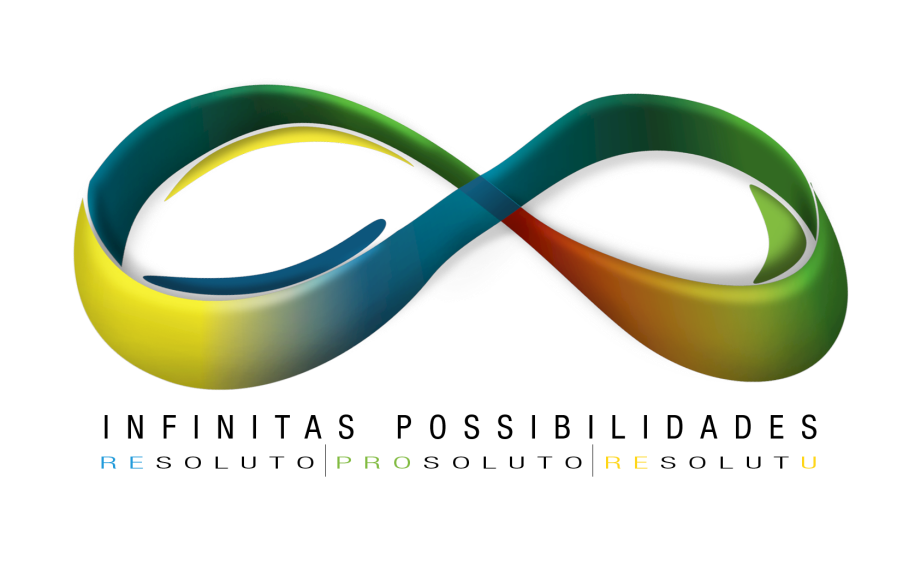 INFINITAS POSSIBILIDADES
RESOLUTO|PROSOLUTO|RESOLUTU